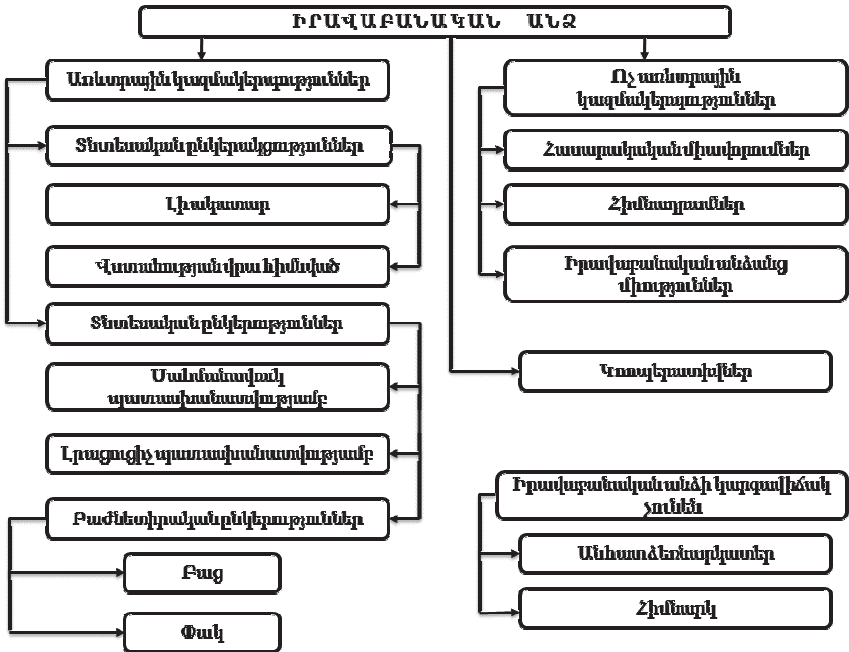 ԻՐԱՎԱԲԱՆԱԿԱՆ ԱՆՁ
Առևտրային կազմակերպություններ
Տնտեսական ընկերակցություններ
Լիակատար
Վստահության վրա հիմնված
Տնտեսական ընկերություններ
Սահմանափակ
պատասխանատվությամբ
Լրացուցիչ պատասխանատվությամբ
Բաժնետիրական ընկերություններ
Բաց
Փակ
Ոչ առևտրային
կազմակերպություններ
Հասարակական միավորումներ
Հիմնադրամներ
Իրավաբանական անձանց
միություններ
Կոոպերատիվներ
Իրավաբանական անձի կարգավիճակ
չունեն
Անհատ ձեռնարկատեր
Հիմնարկ